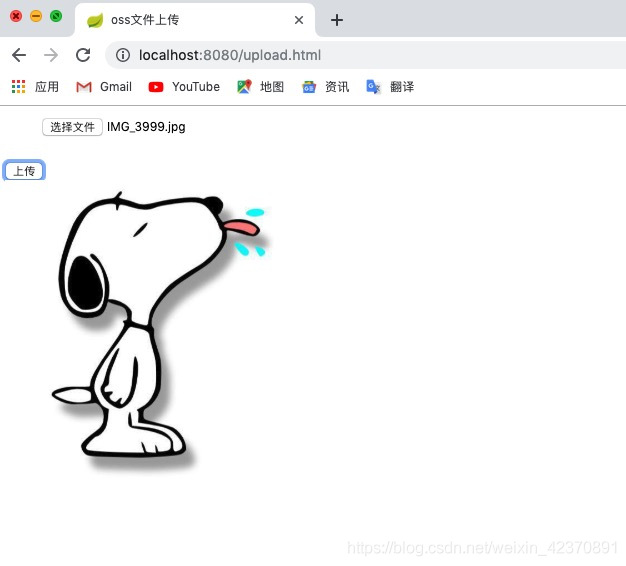 oss文件上传
localhost:8080/upload.html
应用 Gmail YouTube 地图 资讯 翻译
选择文件 IMG_3999.jpg
上传
https://blog.csdn.net/weixin_42370891